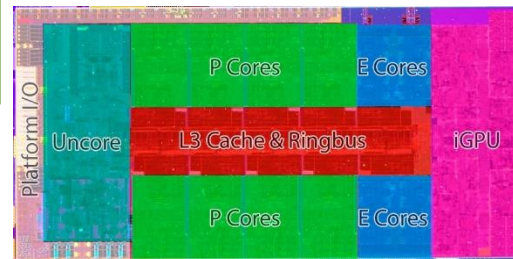 P Cores
E Cores
Platform I/O
Uncore
L3 Cache & Ringbus
iGPU
P Cores
E Cores